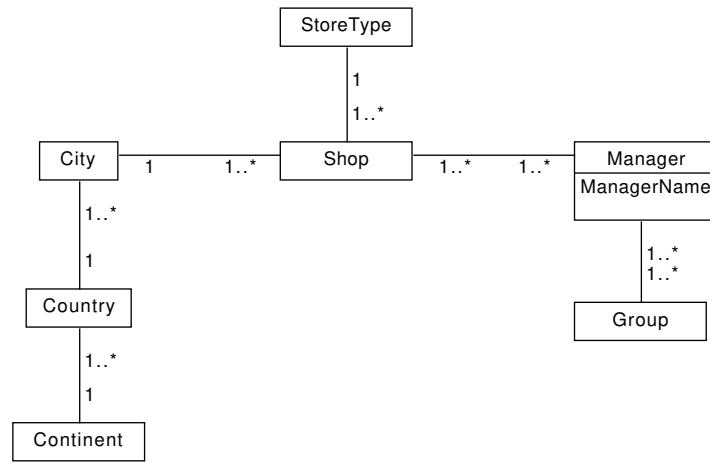 StoreType
1
1..*
City
1
1..*
Shop
1..*
1..*
Manager
ManagerName
1..*
1
1..*
1..*
Country
Group
1..*
1
Continent